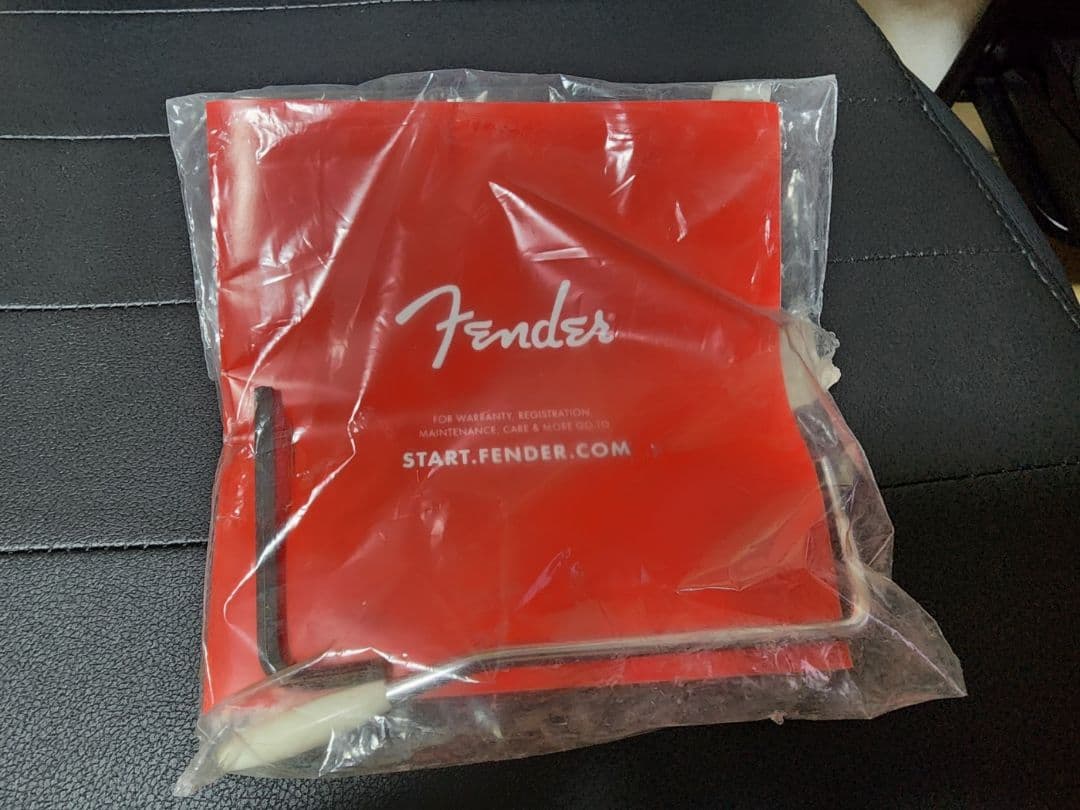 Fender
FOR WARRANTY, REGISTRATION,
MAINTENANCE, CARE & MORE GO TO
START.FENDER.COM